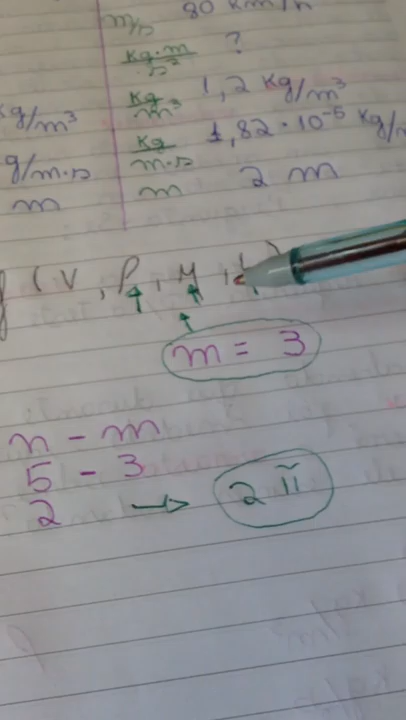 m/s 80 km/h
kg·m/s² ?
kg/m³ kg/m³ 1,2 kg/m³
g/m·s kg/m·s 1,82·10⁻⁵ kg/m
m m 2 m
f (V, ρ, μ,
m = 3
n - m
5 - 3
2 → 2 π